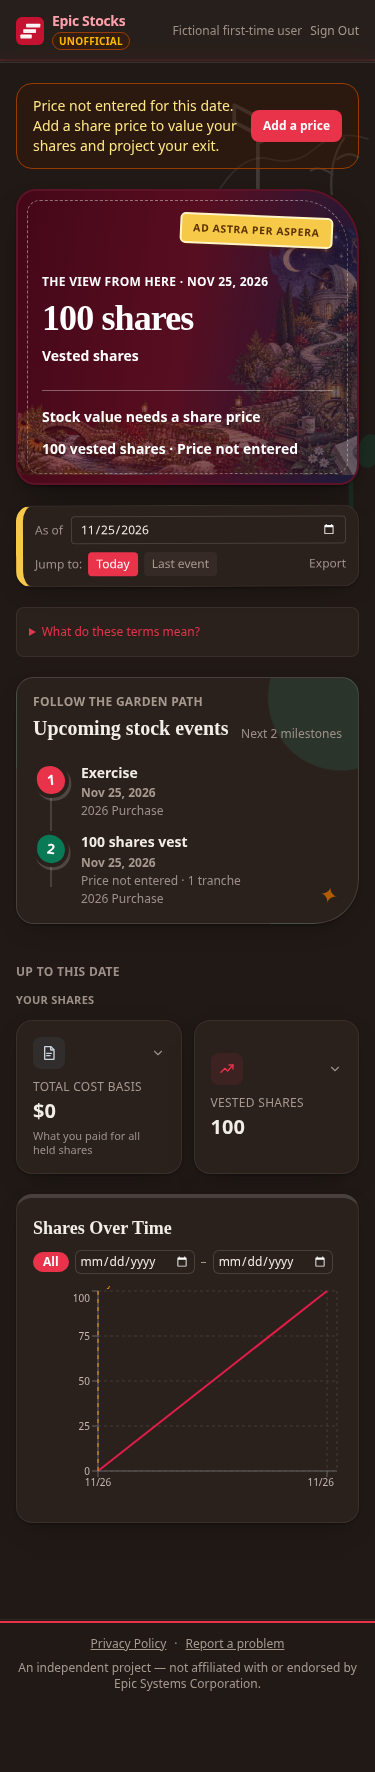 Epic Stocks
UNOFFICIAL
Fictional first-time user Sign Out
Price not entered for this date.
Add a share price to value your
shares and project your exit.
Add a price
AD ASTRA PER ASPERA
THE VIEW FROM HERE · NOV 25, 2026
100 shares
Vested shares
Stock value needs a share price
100 vested shares · Price not entered
As of 11/25/2026
Jump to: Today Last event Export
What do these terms mean?
FOLLOW THE GARDEN PATH
Upcoming stock events Next 2 milestones
1 Exercise
Nov 25, 2026
2026 Purchase
2 100 shares vest
Nov 25, 2026
Price not entered · 1 tranche
2026 Purchase
UP TO THIS DATE
YOUR SHARES
TOTAL COST BASIS
$0
What you paid for all
held shares
VESTED SHARES
100
Shares Over Time
All mm/dd/yyyy – mm/dd/yyyy
100
75
50
25
0
11/26 11/26
Privacy Policy · Report a problem
An independent project — not affiliated with or endorsed by
Epic Systems Corporation.